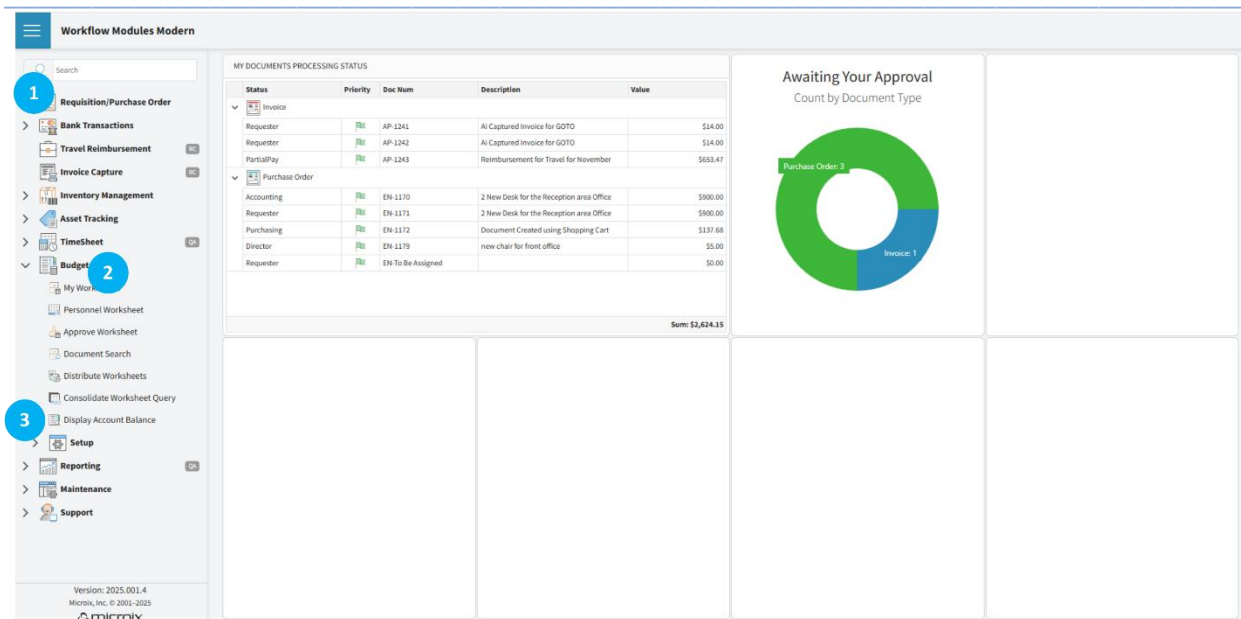 Workflow Modules Modern
Search
1
Requisition/Purchase Order
Bank Transactions
Travel Reimbursement RC
Invoice Capture RC
Inventory Management
Asset Tracking
TimeSheet QA
Budget
2
My Work
Personnel Worksheet
Approve Worksheet
Document Search
Distribute Worksheets
Consolidate Worksheet Query
3
Display Account Balance
Setup
Reporting QA
Maintenance
Support
Version: 2025.001.4
Microix, Inc. © 2001-2025
microix
MY DOCUMENTS PROCESSING STATUS
Status Priority Doc Num Description Value
Invoice
Requester AP-1241 Ai Captured Invoice for GOTO $14.00
Requester AP-1242 Ai Captured Invoice for GOTO $14.00
PartialPay AP-1243 Reimbursement for Travel for November $653.47
Purchase Order
Accounting EN-1170 2 New Desk for the Reception area Office $900.00
Requester EN-1171 2 New Desk for the Reception area Office $900.00
Purchasing EN-1172 Document Created using Shopping Cart $137.68
Director EN-1179 new chair for front office $5.00
Requester EN-To Be Assigned $0.00
Sum: $2,624.15
Awaiting Your Approval
Count by Document Type
Purchase Order: 3
Invoice: 1